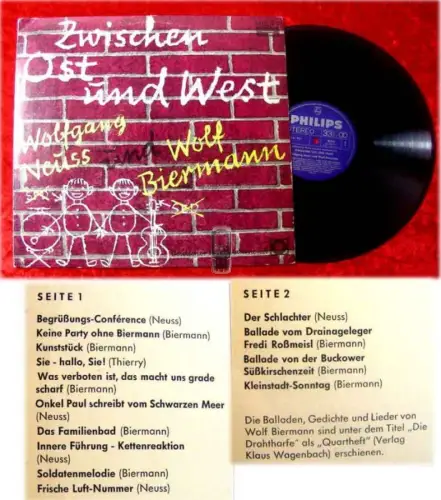 Zwischen
Ost
und West
Wolfgang
Neuss und Wolf
Biermann
PHILIPS
STEREO 33
SEITE 1
Begrüßungs-Conférence (Neuss)
Keine Party ohne Biermann (Biermann)
Kunststück (Biermann)
Sie - hallo, Sie! (Thierry)
Was verboten ist, das macht uns grade
scharf (Biermann)
Onkel Paul schreibt vom Schwarzen Meer
(Neuss)
Das Familienbad (Biermann)
Innere Führung - Kettenreaktion
(Neuss)
Soldatenmelodie (Biermann)
Frische Luft-Nummer (Neuss)
SEITE 2
Der Schlachter (Neuss)
Ballade vom Drainageleger
Fredi Roßmeisl (Biermann)
Ballade von der Buckower
Süßkirschenzeit (Biermann)
Kleinstadt-Sonntag (Biermann)
Die Balladen, Gedichte und Lieder von
Wolf Biermann sind unter dem Titel „Die
Drahtharfe" als „Quartheft" (Verlag
Klaus Wagenbach) erschienen.